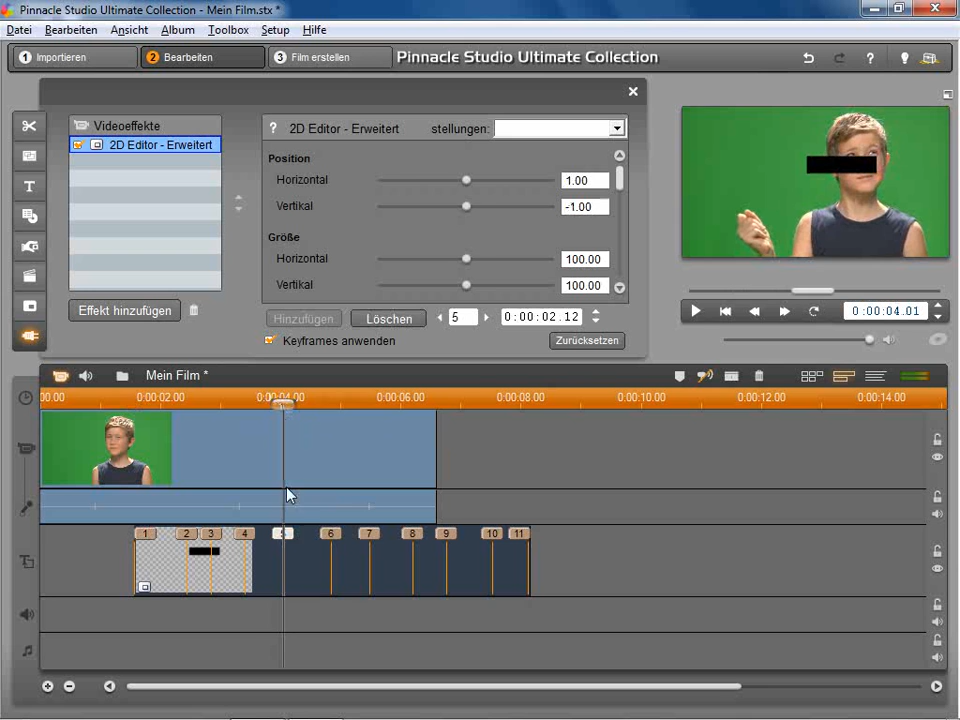 Pinnacle Studio Ultimate Collection - Mein Film.stx *
Datei Bearbeiten Ansicht Album Toolbox Setup Hilfe
1 Importieren 2 Bearbeiten 3 Film erstellen Pinnacle Studio Ultimate Collection ?
Videoeffekte
2D Editor - Erweitert
Effekt hinzufügen
? 2D Editor - Erweitert stellungen:
Position
Horizontal 1.00
Vertikal -1.00
Größe
Horizontal 100.00
Vertikal 100.00
Hinzufügen Löschen 5 0:00:02.12
Keyframes anwenden Zurücksetzen
T
0:00:04.01
Mein Film *
00.00 0:00:02.00 0:00:04.00 0:00:06.00 0:00:08.00 0:00:10.00 0:00:12.00 0:00:14.00
1 2 3 4 5 6 7 8 9 10 11